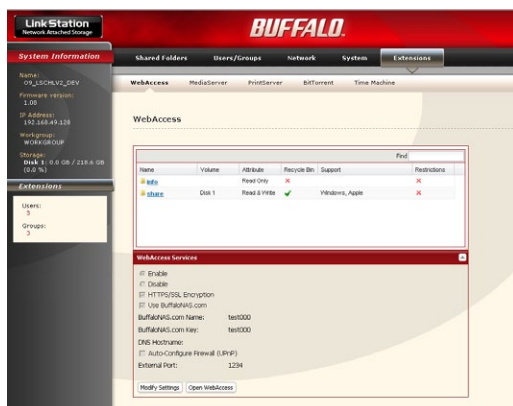 LinkStation
Network Attached Storage
BUFFALO
System Information
Shared Folders Users/Groups Network System Extensions
WebAccess MediaServer PrintServer BitTorrent Time Machine
Name:
09_LSCHLV2_DEV
Firmware version:
1.08
IP Address:
192.168.49.128
Workgroup:
WORKGROUP
Storage:
Disk 1: 0.0 GB / 218.6 GB
(0.0 %)
Extensions
Users:
3
Groups:
3
WebAccess
Find
Name Volume Attribute Recycle Bin Support Restrictions
info Read Only
share Disk 1 Read & Write Windows, Apple
WebAccess Services
Enable
Disable
HTTPS/SSL Encryption
Use BuffaloNAS.com
BuffaloNAS.com Name: test000
BuffaloNAS.com Key: test000
DNS Hostname:
Auto-Configure Firewall (UPnP)
External Port: 1234
Modify Settings Open WebAccess